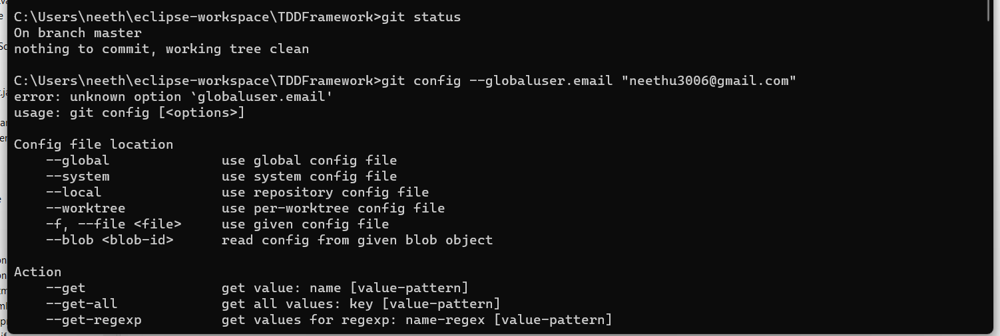 C:\Users\neeth\eclipse-workspace\TDDFramework>git status
On branch master
nothing to commit, working tree clean
C:\Users\neeth\eclipse-workspace\TDDFramework>git config --globaluser.email "neethu3006@gmail.com"
error: unknown option `globaluser.email'
usage: git config [<options>]
Config file location
--global use global config file
--system use system config file
--local use repository config file
--worktree use per-worktree config file
-f, --file <file> use given config file
--blob <blob-id> read config from given blob object
Action
--get get value: name [value-pattern]
--get-all get all values: key [value-pattern]
--get-regexp get values for regexp: name-regex [value-pattern]